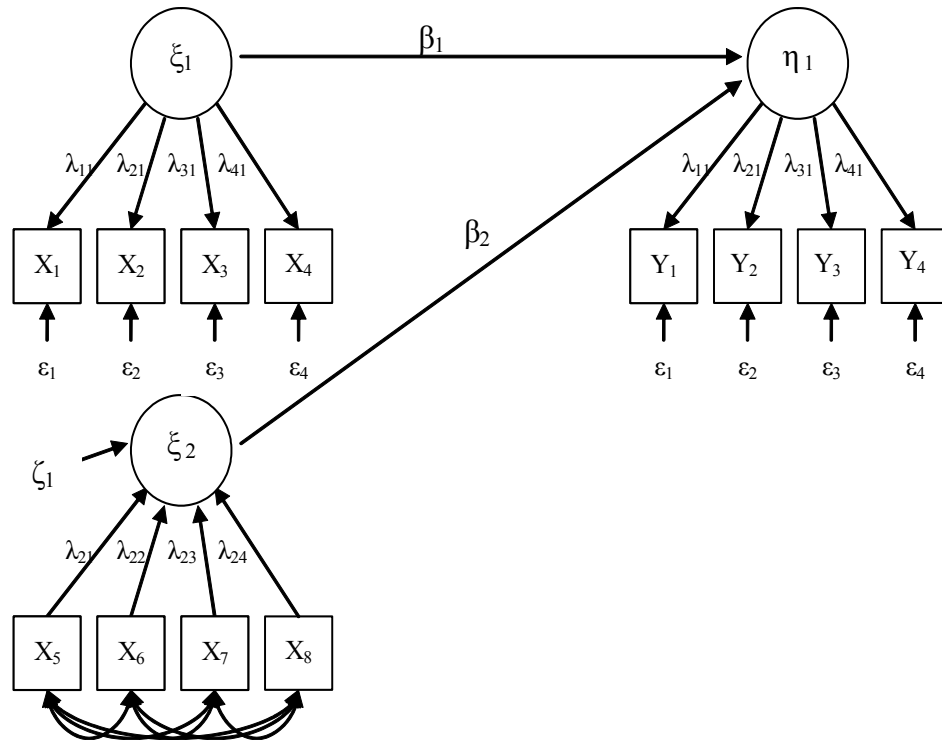 ξ₁ β₁ η₁
λ₁₁ λ₂₁ λ₃₁ λ₄₁ λ₁₁ λ₂₁ λ₃₁ λ₄₁
β₂
X₁ X₂ X₃ X₄ Y₁ Y₂ Y₃ Y₄
ε₁ ε₂ ε₃ ε₄ ε₁ ε₂ ε₃ ε₄
ξ₂
ζ₁
λ₂₁ λ₂₂ λ₂₃ λ₂₄
X₅ X₆ X₇ X₈